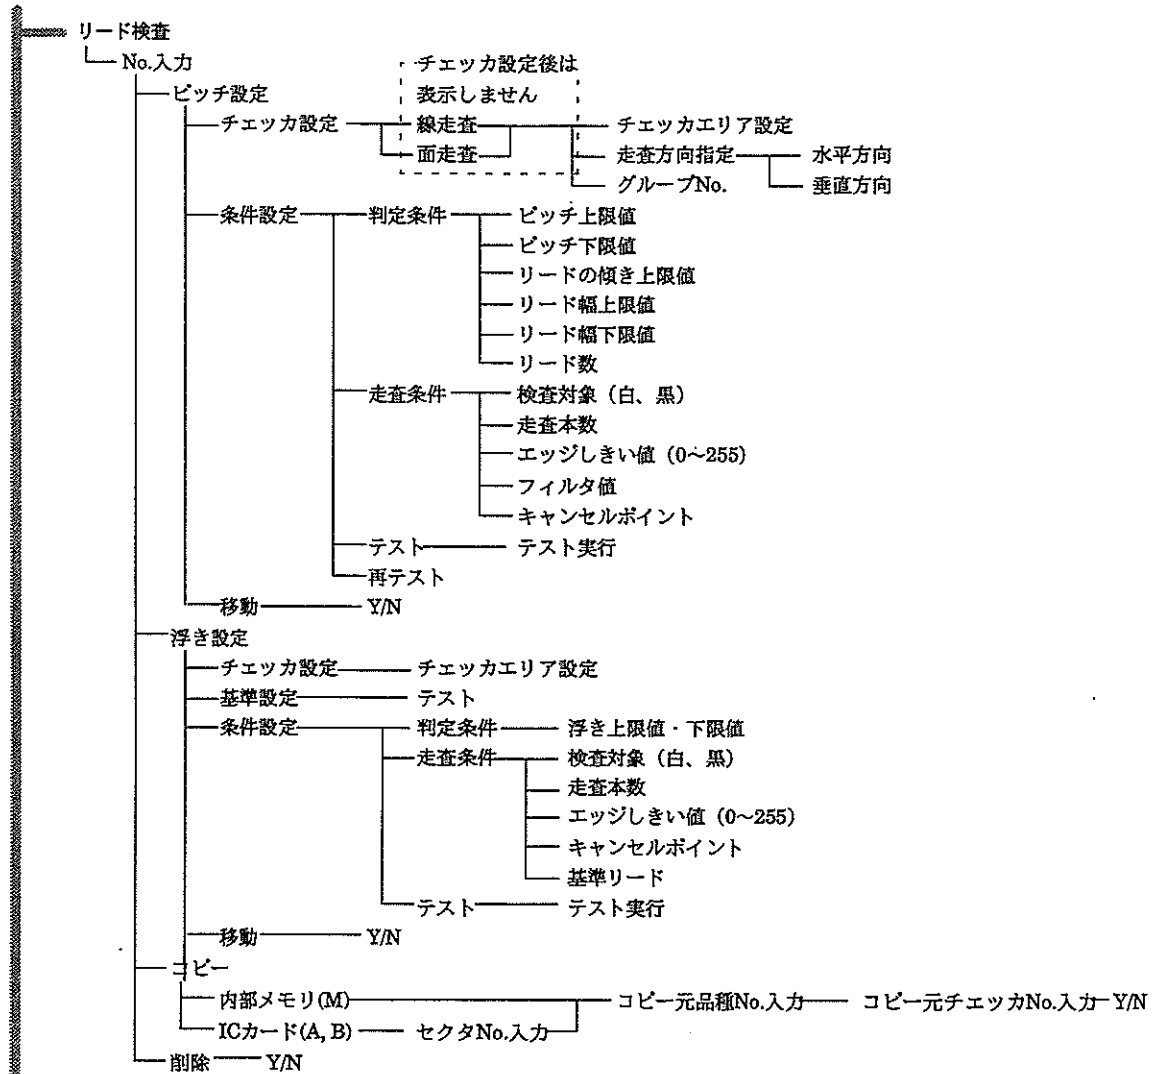 リード検査
No.入力
チェッカ設定後は
表示しません
ピッチ設定
チェッカ設定 線走査 チェッカエリア設定
面走査 走査方向指定 水平方向
グループNo. 垂直方向
条件設定 判定条件 ピッチ上限値
ピッチ下限値
リードの傾き上限値
リード幅上限値
リード幅下限値
リード数
走査条件 検査対象（白、黒）
走査本数
エッジしきい値（0～255）
フィルタ値
キャンセルポイント
テスト テスト実行
再テスト
移動 Y/N
浮き設定
チェッカ設定 チェッカエリア設定
基準設定 テスト
条件設定 判定条件 浮き上限値・下限値
走査条件 検査対象（白、黒）
走査本数
エッジしきい値（0～255）
キャンセルポイント
基準リード
テスト テスト実行
移動 Y/N
コピー
内部メモリ(M) コピー元品種No.入力 コピー元チェッカNo.入力 Y/N
ICカード(A, B) セクタNo.入力
削除 Y/N